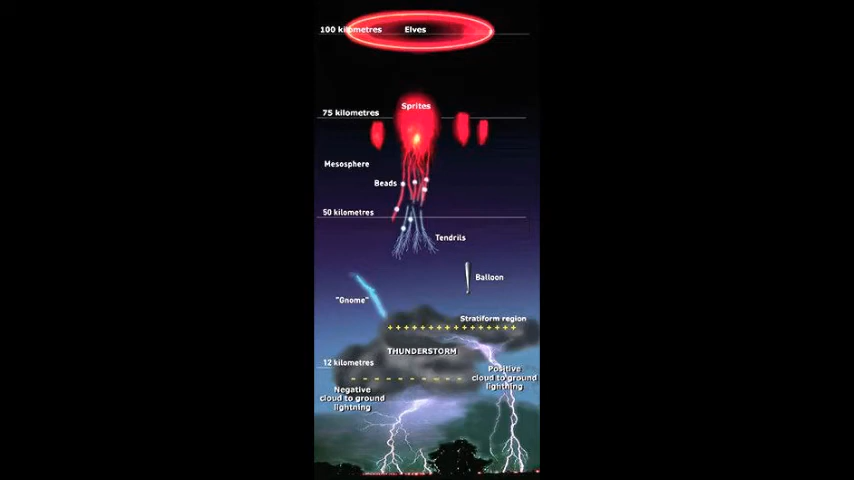 100 kilometres
Elves
Sprites
75 kilometres
Mesosphere
Beads
50 kilometres
Tendrils
Balloon
"Gnome"
Stratiform region
+ + + + + + + + + + + + + +
THUNDERSTORM
12 kilometres
Positive
cloud to ground
lightning
- - - - - - - -
Negative
cloud to ground
lightning